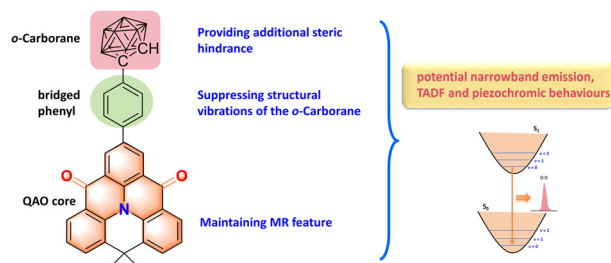 o-Carborane
CH
C
Providing additional steric
hindrance
bridged
phenyl
Suppressing structural
vibrations of the o-Carborane
O
O
QAO core
N
Maintaining MR feature
potential narrowband emission,
TADF and piezochromic behaviours
S1
v = 2
v = 1
v = 0
0-0
S0
v = 2
v = 1
v = 0